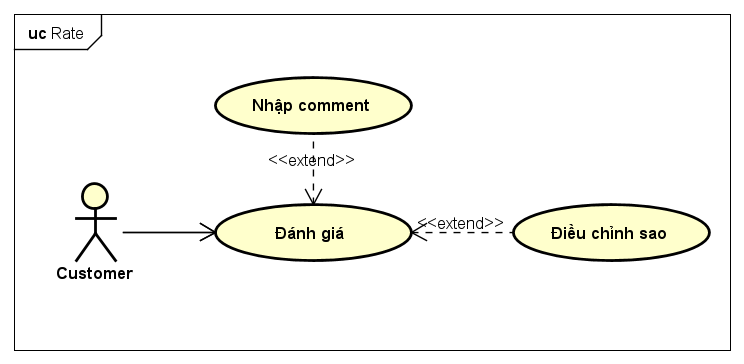 uc Rate
Nhập comment
<<extend>>
<<extend>>
Đánh giá
Điều chỉnh sao
Customer